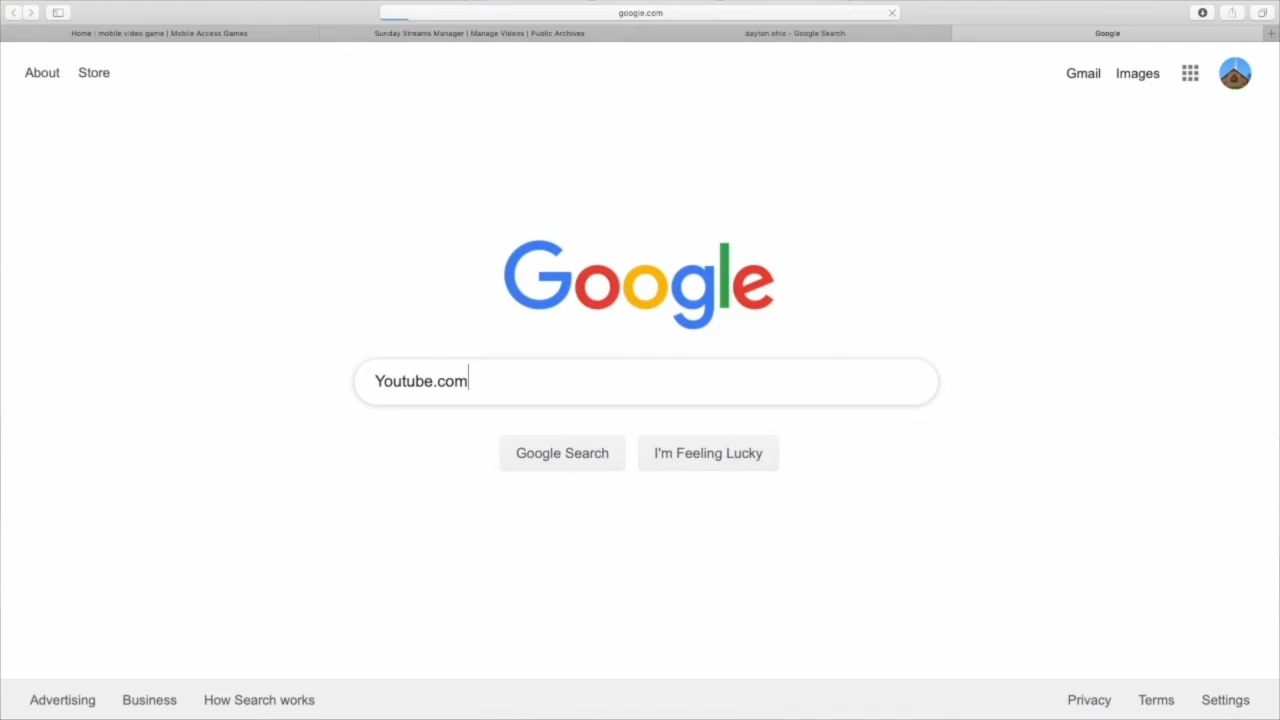 google.com
Home | mobile video game | Mobile Access Games
Sunday Streams Manager | Manage Videos | Public Archives
dayton ohio - Google Search
Google
About
Store
Gmail
Images
Google
Youtube.com
Google Search
I'm Feeling Lucky
Advertising
Business
How Search works
Privacy
Terms
Settings